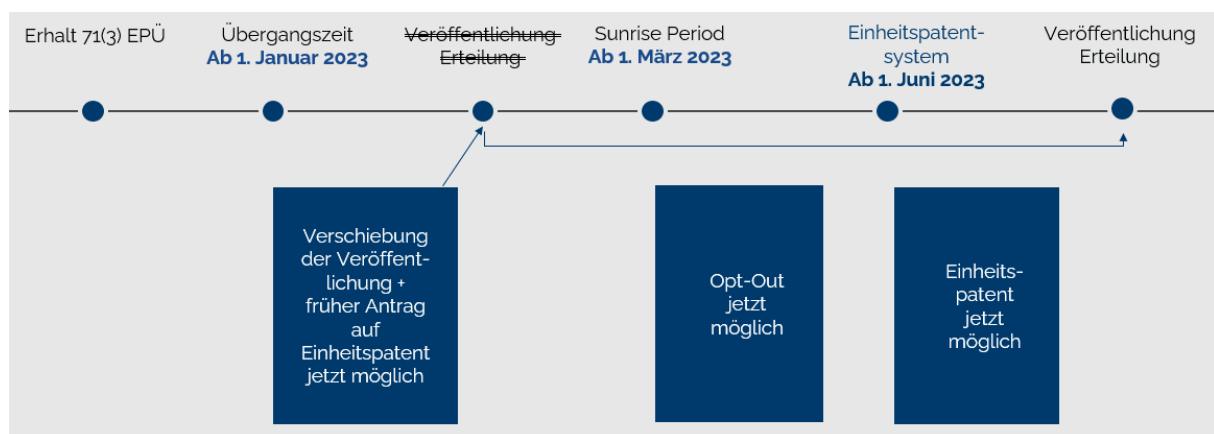 Erhalt 71(3) EPÜ
Übergangszeit
Ab 1. Januar 2023
Veröffentlichung
Erteilung
Sunrise Period
Ab 1. März 2023
Einheitspatent-
system
Ab 1. Juni 2023
Veröffentlichung
Erteilung
Verschiebung
der Veröffent-
lichung +
früher Antrag
auf
Einheitspatent
jetzt möglich
Opt-Out
jetzt
möglich
Einheits-
patent
jetzt
möglich